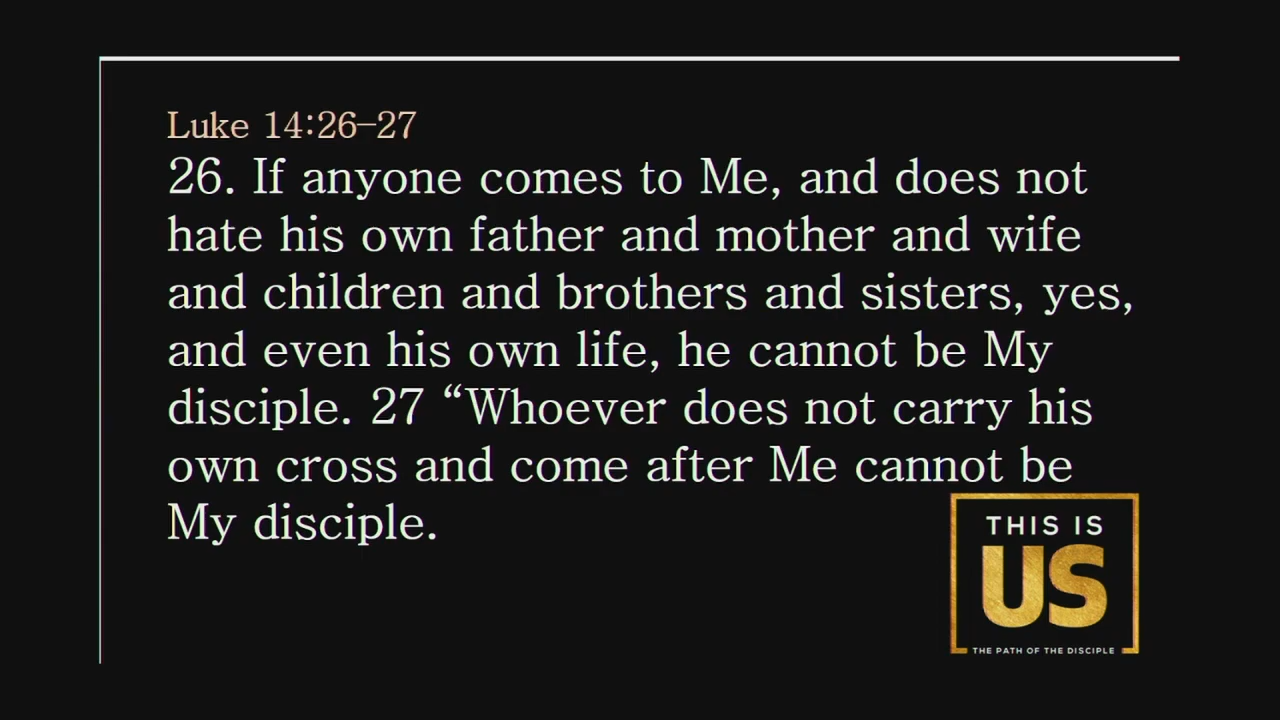 Luke 14:26–27
26. If anyone comes to Me, and does not
hate his own father and mother and wife
and children and brothers and sisters, yes,
and even his own life, he cannot be My
disciple. 27 “Whoever does not carry his
own cross and come after Me cannot be
My disciple.
THIS IS
US
THE PATH OF THE DISCIPLE